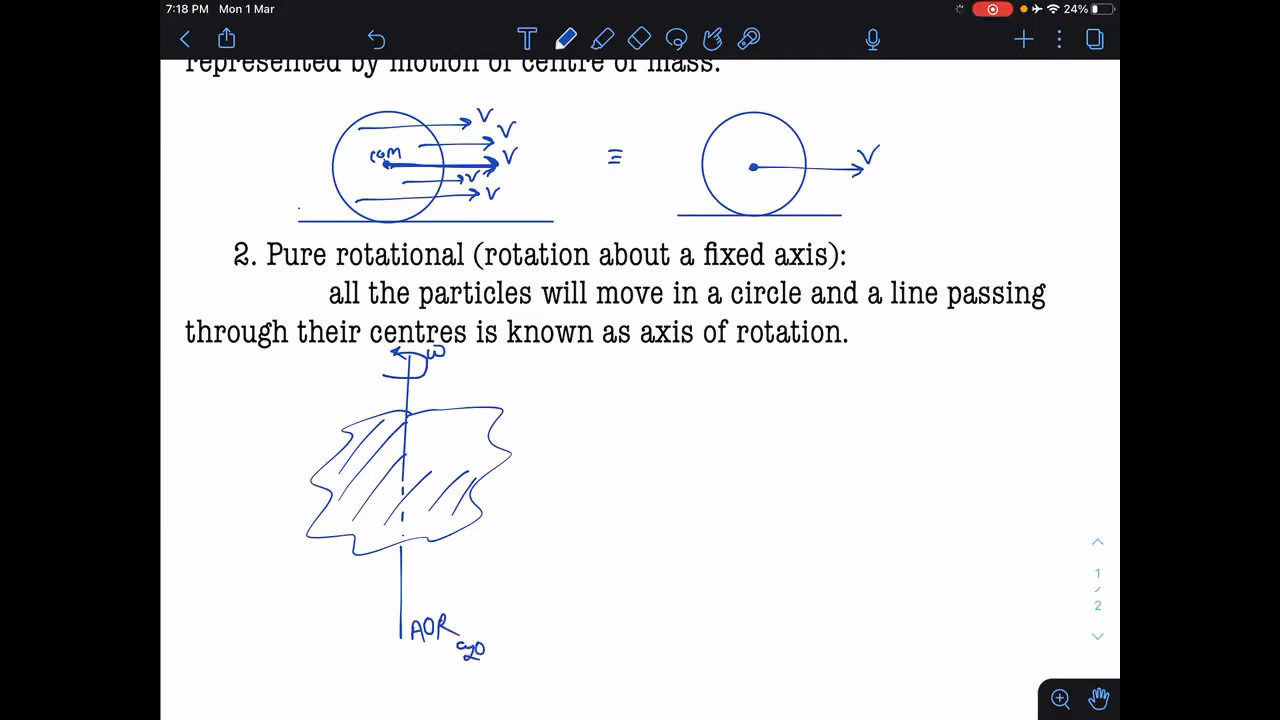 7:18 PM Mon 1 Mar
24%
represented by motion of centre of mass.
V
V
com
V
V
V
≡
V
2. Pure rotational (rotation about a fixed axis):
all the particles will move in a circle and a line passing
through their centres is known as axis of rotation.
ω
AOR
1
/
2